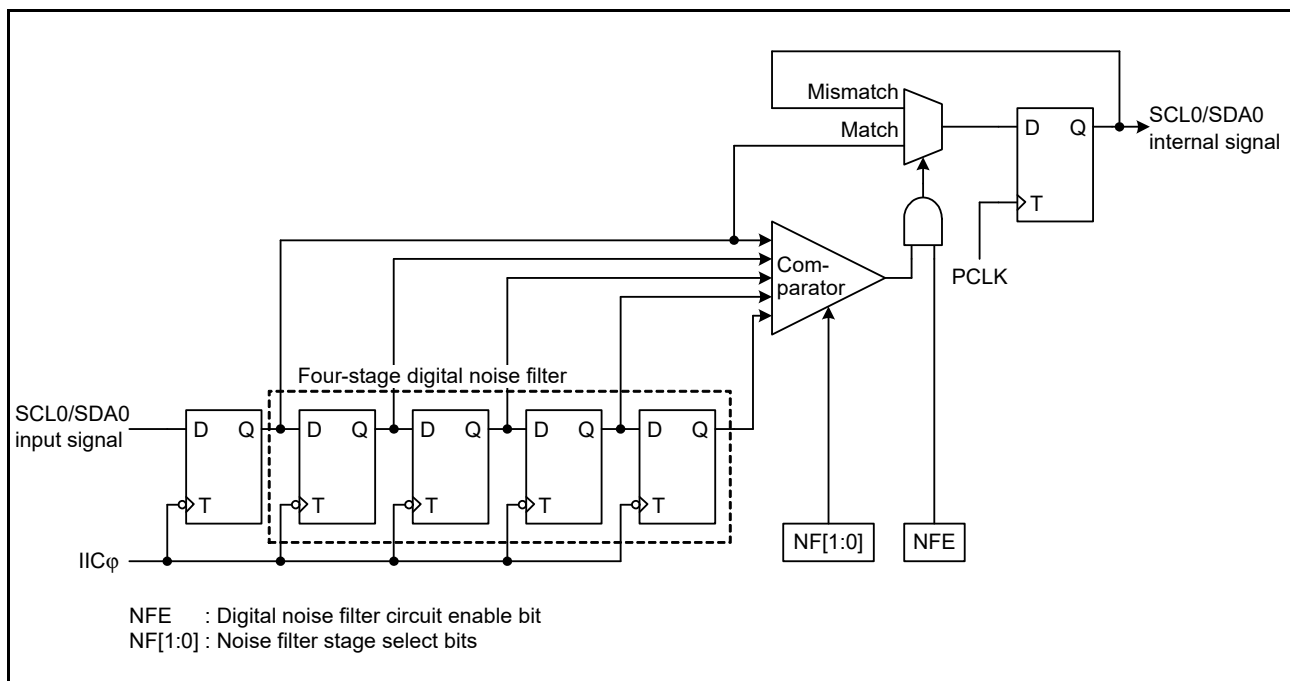 Mismatch
Match
D Q
T
SCL0/SDA0
internal signal
PCLK
Com-
parator
Four-stage digital noise filter
SCL0/SDA0
input signal
D Q D Q D Q D Q D Q
T T T T T
IICφ
NF[1:0] NFE
NFE : Digital noise filter circuit enable bit
NF[1:0] : Noise filter stage select bits